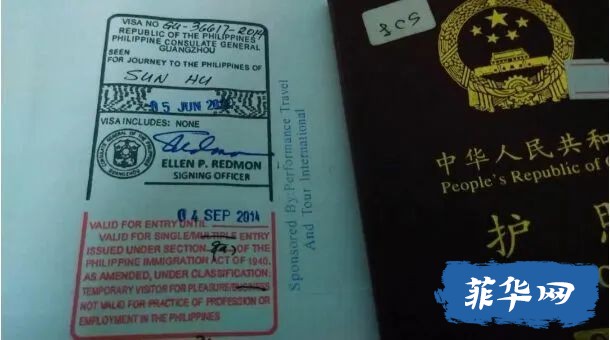 VISA NO GU-36617-2014
REPUBLIC OF THE PHILIPPINES
PHILIPPINE CONSULATE GENERAL
GUANGZHOU
SEEN
FOR JOURNEY TO THE PHILIPPINES OF
SUN HU
05 JUN 2014
VISA INCLUDES: NONE
ELLEN P. REDMON
SIGNING OFFICER
04 SEP 2014
VALID FOR ENTRY UNTIL
VALID FOR SINGLE/MULTIPLE ENTRY
ISSUED UNDER SECTION 9(a) OF THE
PHILIPPINE IMMIGRATION ACT OF 1940,
AS AMENDED, UNDER CLASSIFICATION:
TEMPORARY VISITOR FOR PLEASURE/BUSINESS
NOT VALID FOR PRACTICE OF PROFESSION OR
EMPLOYMENT IN THE PHILIPPINES
Sponsored By:Performance Travel
And Tour International
中华人民共和
People's Republic of
护
菲华网